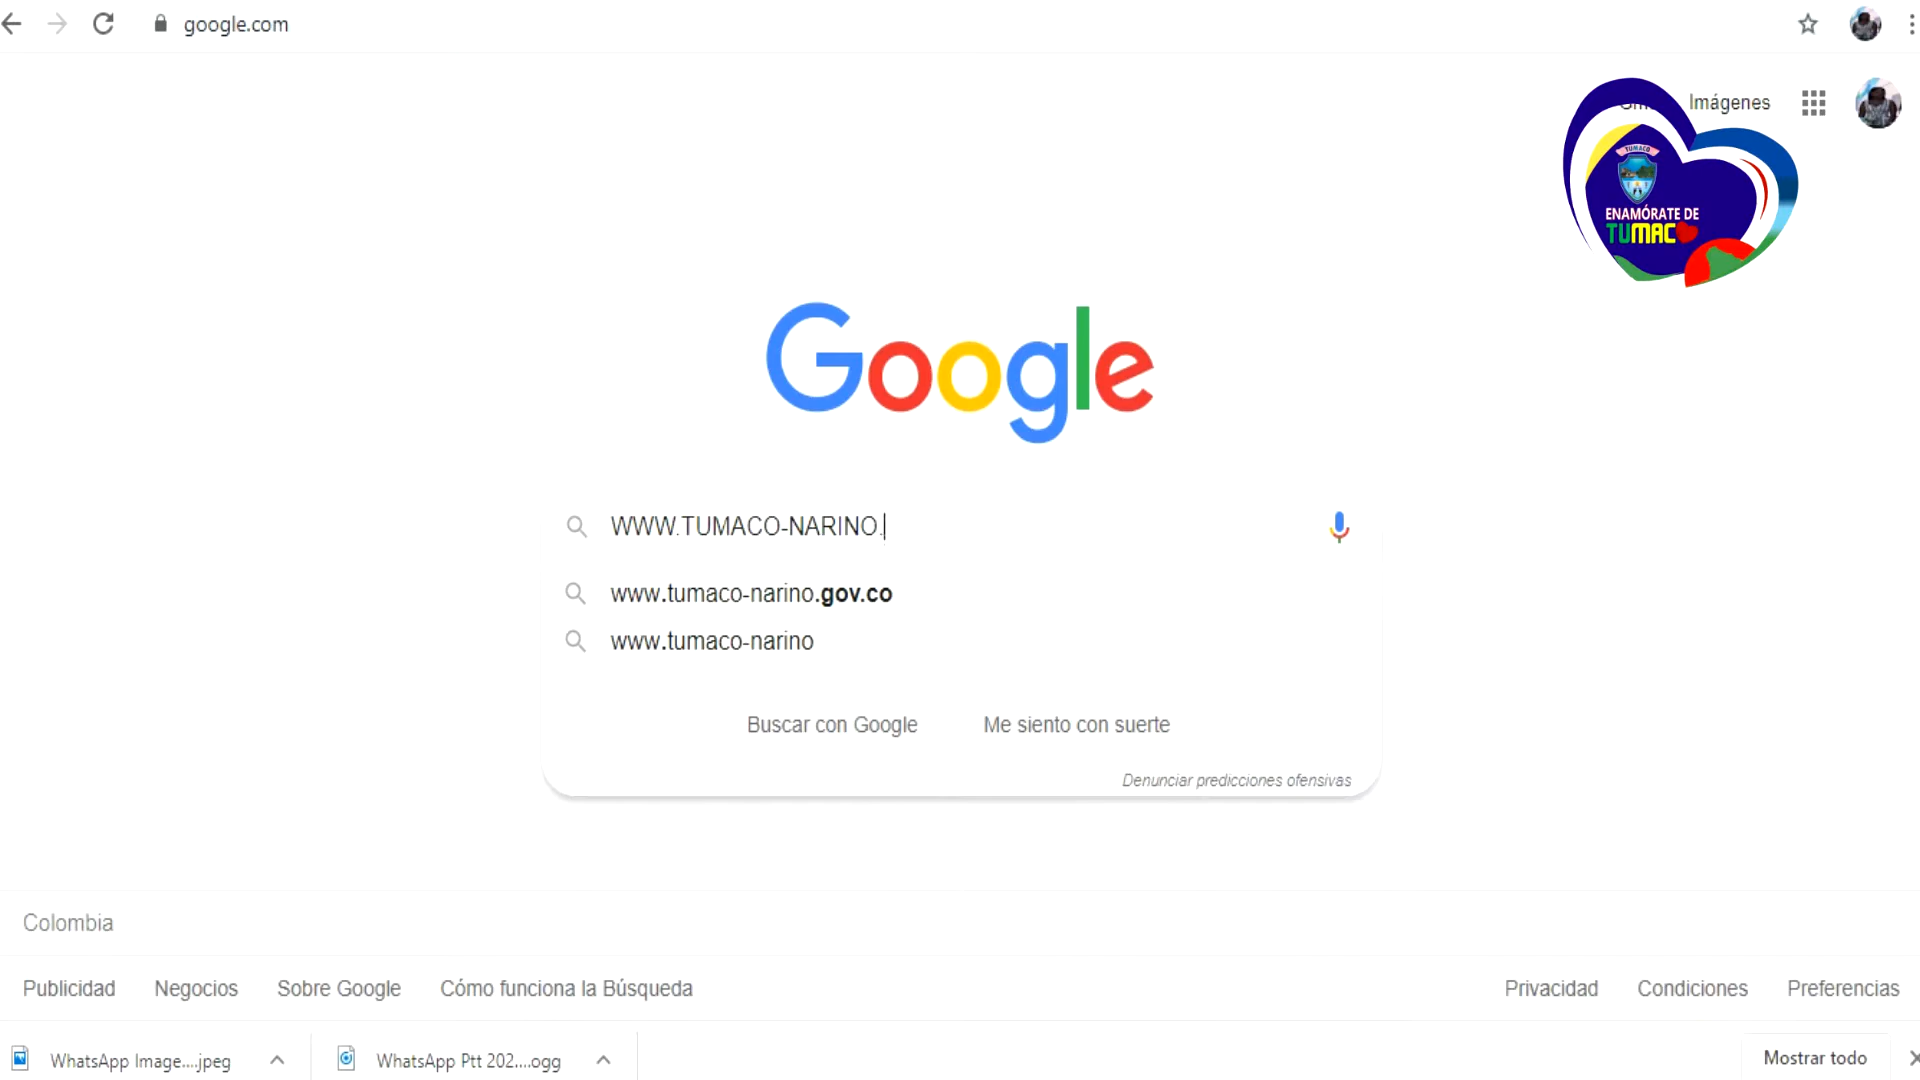 google.com
Imágenes
TUMACO
ENAMÓRATE DE
TUMAC
Google
WWW.TUMACO-NARINO.
www.tumaco-narino.gov.co
www.tumaco-narino
Buscar con Google Me siento con suerte
Denunciar predicciones ofensivas
Colombia
Publicidad Negocios Sobre Google Cómo funciona la Búsqueda Privacidad Condiciones Preferencias
WhatsApp Image....jpeg WhatsApp Ptt 202....ogg Mostrar todo